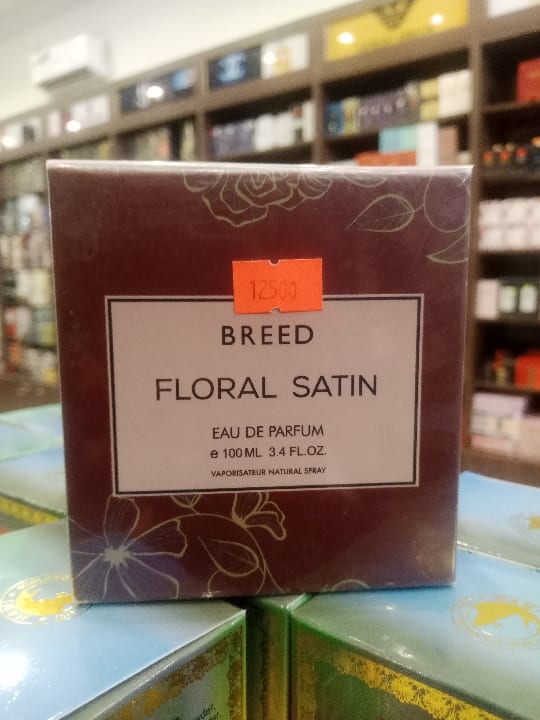 12500
BREED
FLORAL SATIN
EAU DE PARFUM
e 100 ML 3.4 FL.OZ.
VAPORISATEUR NATURAL SPRAY